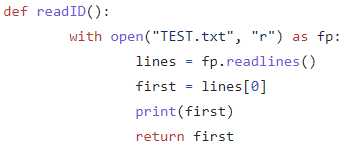 def readID():
        with open("TEST.txt", "r") as fp:
                lines = fp.readlines()
                first = lines[0]
                print(first)
                return first